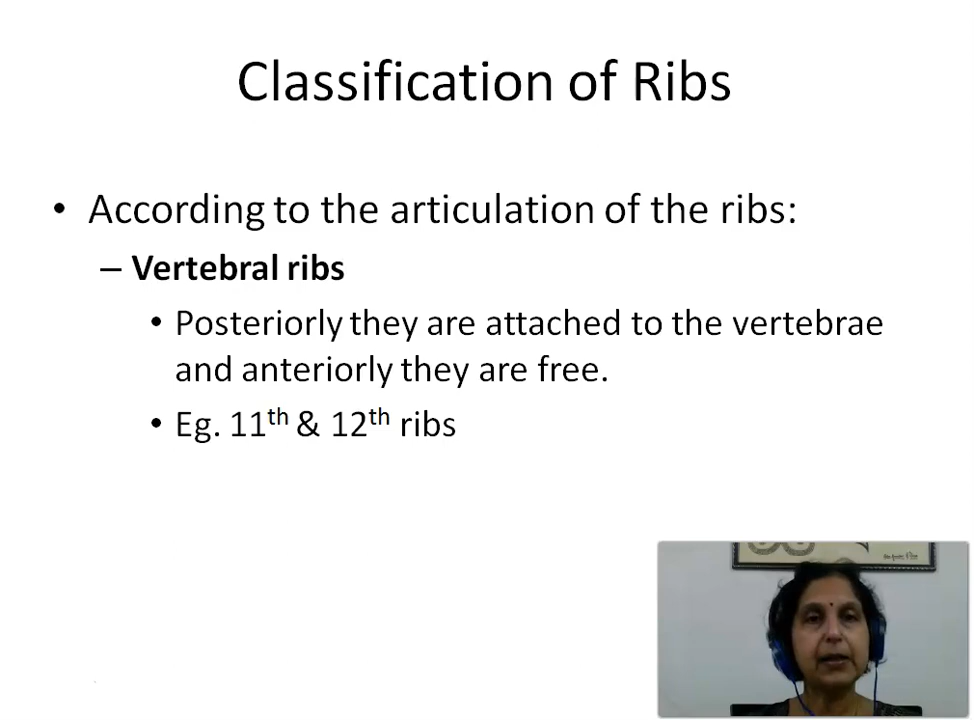 Classification of Ribs
• According to the articulation of the ribs:
– Vertebral ribs
• Posteriorly they are attached to the vertebrae
and anteriorly they are free.
• Eg. 11th & 12th ribs